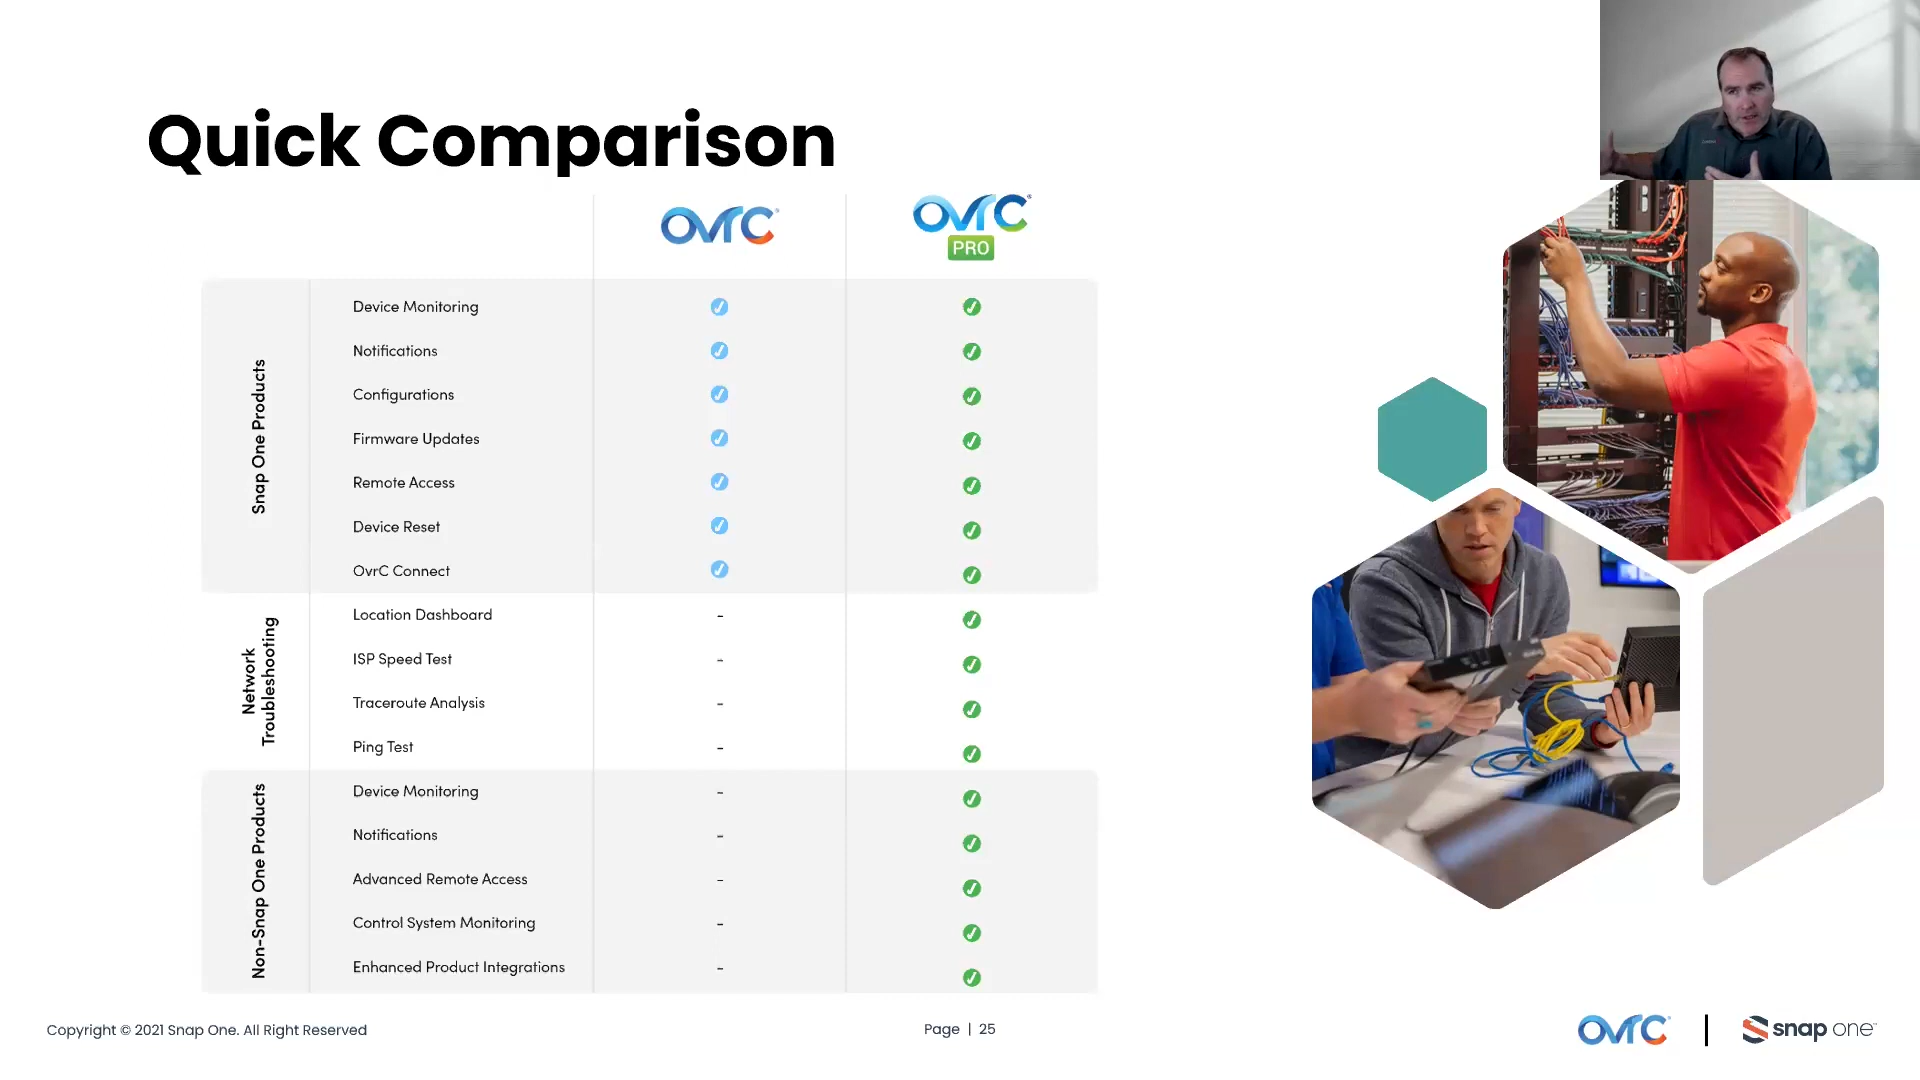 Quick Comparison
OvrC
OvrC
PRO
Snap One Products
Device Monitoring
Notifications
Configurations
Firmware Updates
Remote Access
Device Reset
OvrC Connect
Network
Troubleshooting
Location Dashboard
-
ISP Speed Test
-
Traceroute Analysis
-
Ping Test
-
Non-Snap One Products
Device Monitoring
-
Notifications
-
Advanced Remote Access
-
Control System Monitoring
-
Enhanced Product Integrations
-
Copyright © 2021 Snap One. All Right Reserved
Page | 25
OvrC | snap one